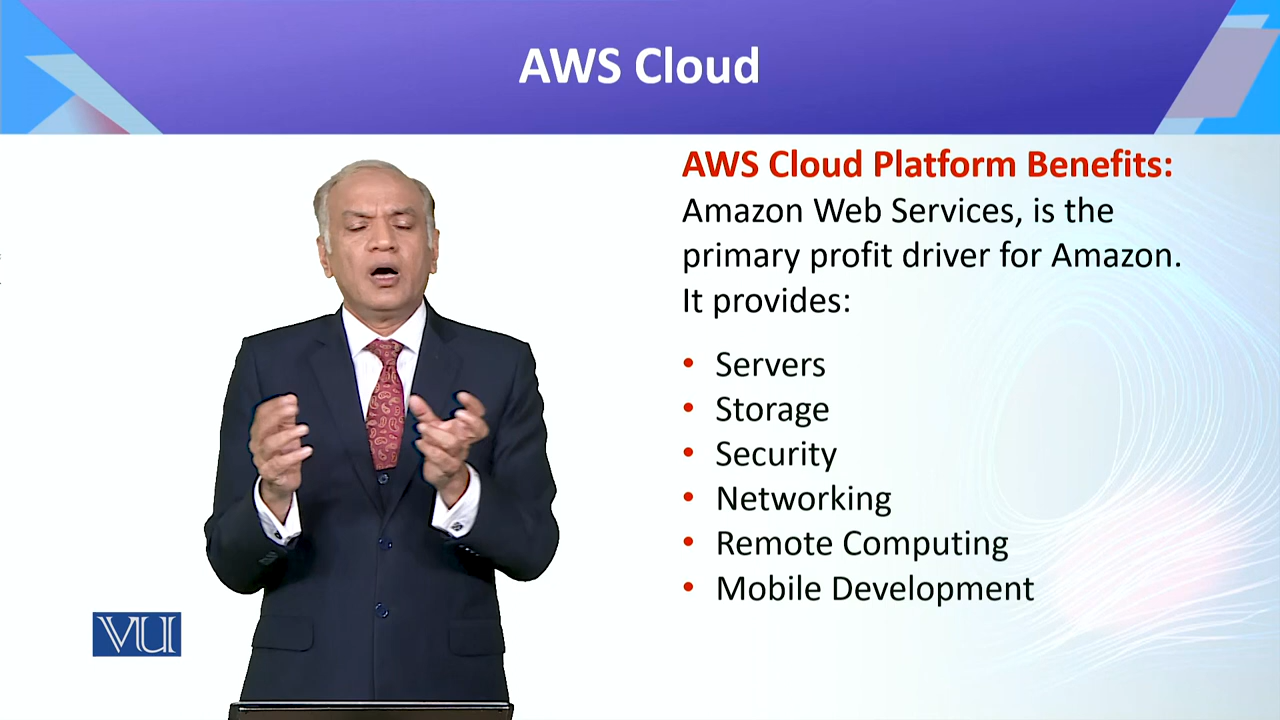 AWS Cloud
AWS Cloud Platform Benefits:
Amazon Web Services, is the
primary profit driver for Amazon.
It provides:
• Servers
• Storage
• Security
• Networking
• Remote Computing
• Mobile Development
VU